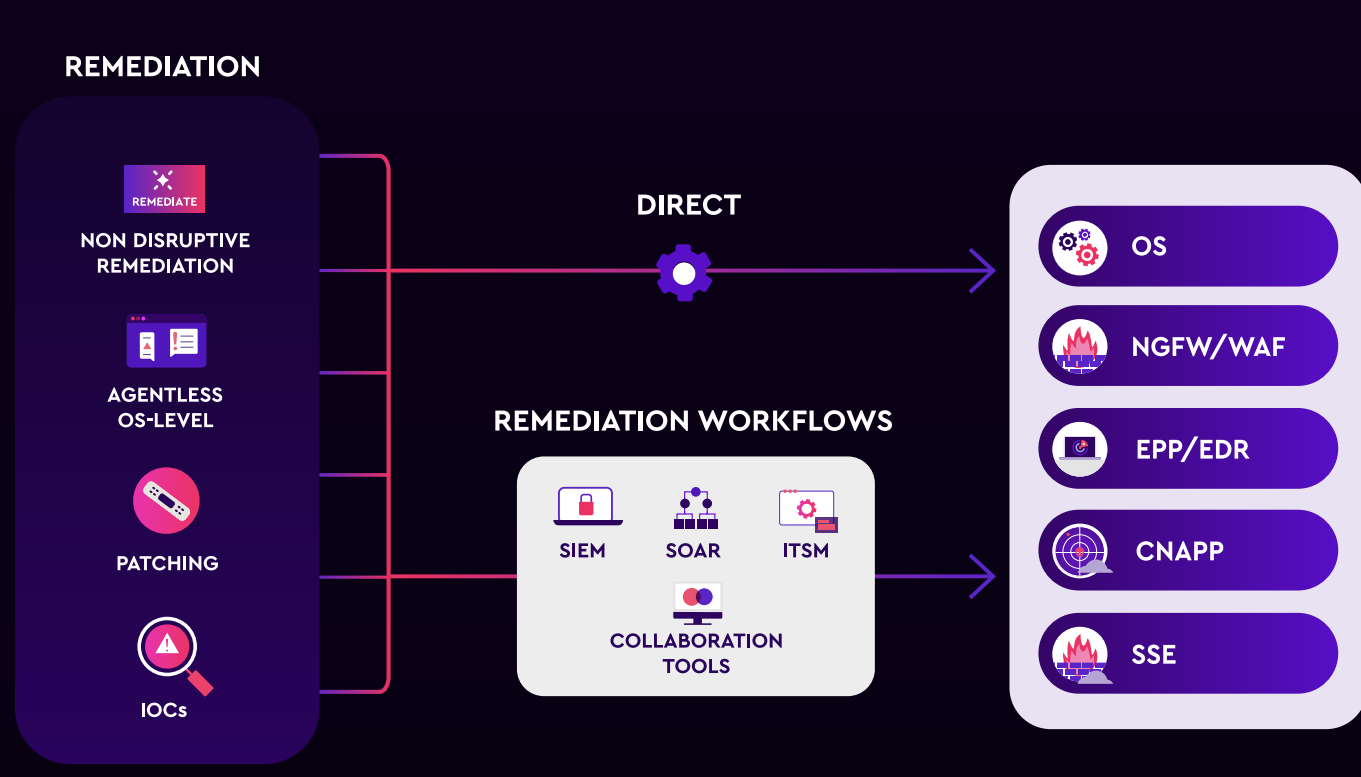 REMEDIATION
REMEDIATE
NON DISRUPTIVE
REMEDIATION
AGENTLESS
OS-LEVEL
PATCHING
IOCs
DIRECT
REMEDIATION WORKFLOWS
SIEM
SOAR
ITSM
COLLABORATION
TOOLS
OS
NGFW/WAF
EPP/EDR
CNAPP
SSE